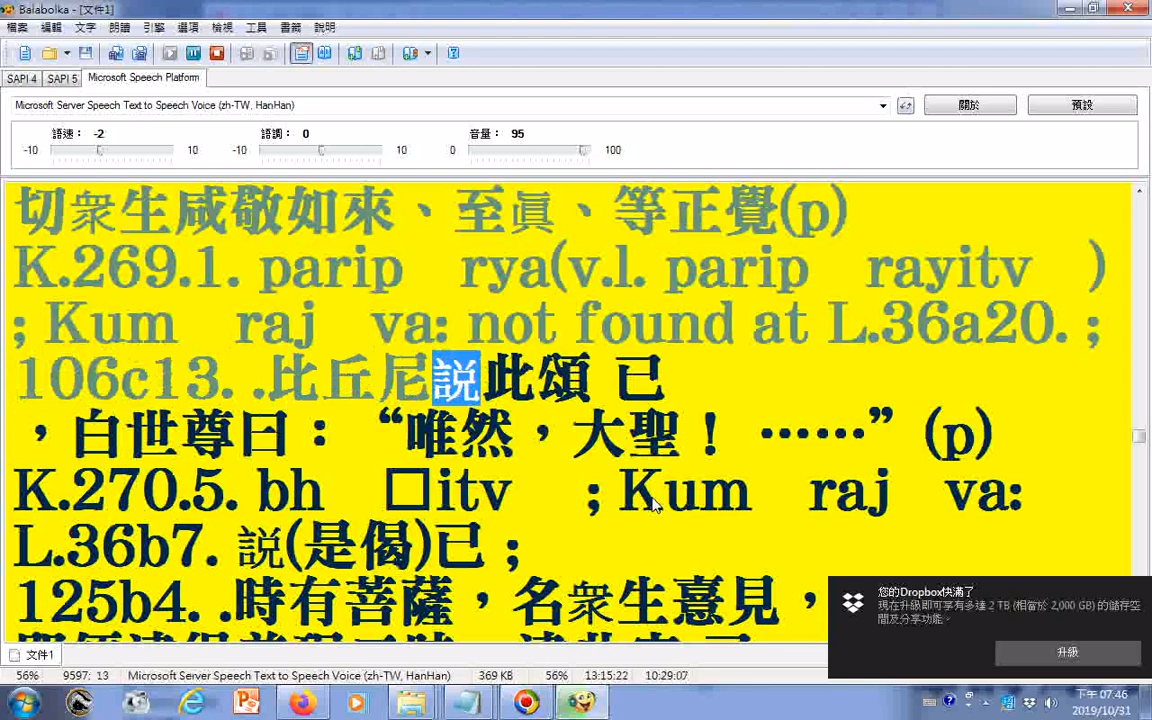 Balabolka - [文件1]
檔案 編輯 文字 朗讀 引擎 選項 檢視 工具 書籤 說明
SAPI 4 SAPI 5 Microsoft Speech Platform
Microsoft Server Speech Text to Speech Voice (zh-TW, HanHan) 關於 預設
語速： -2 語調： 0 音量： 95
-10 10 -10 10 0 100
切衆生咸敬如來、至眞、等正覺(p)
K.269.1. parip rya(v.l. parip rayitv )
; Kum raj va: not found at L.36a20. ;
106c13. .比丘尼説此頌 已
，白世尊曰：“唯然，大聖！ ……” (p)
K.270.5. bh □itv ; Kum raj va:
L.36b7. 説(是偈)已；
125b4. .時有菩薩，名衆生憙見，
您的Dropbox快滿了
現在升級即可享有多達 2 TB (相當於 2,000 GB) 的儲存空
間及分享功能。
升級
文件1
56% 9597: 13 Microsoft Server Speech Text to Speech Voice (zh-TW, HanHan) 369 KB 56% 13:15:22 10:29:07
下午 07:46
2019/10/31